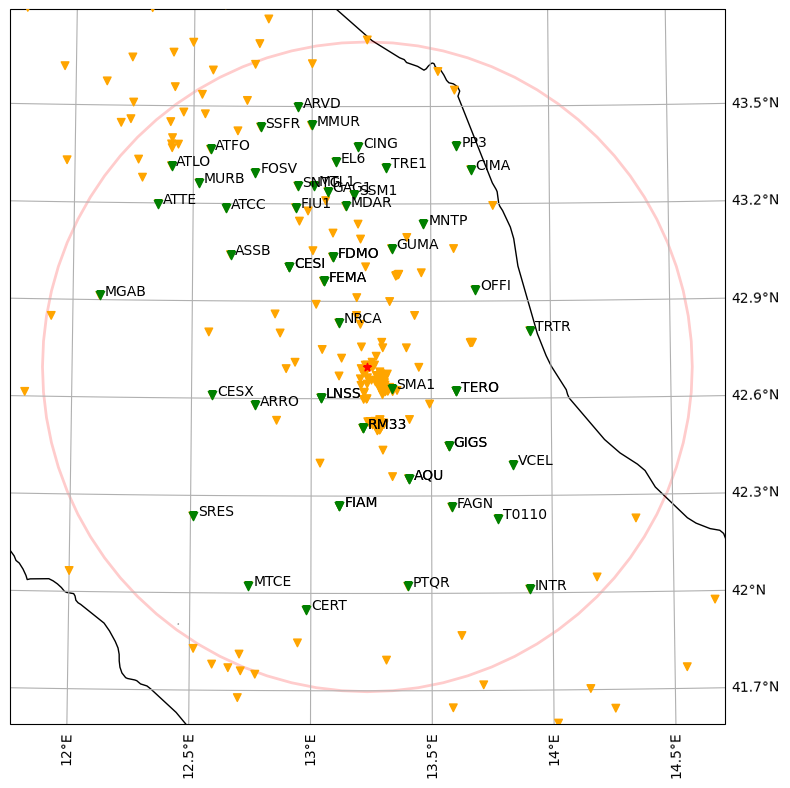 ARVD
43.5°N
SSFR
MMUR
ATFO
CING
PP3
ATLO
FOSV
EL6
TRE1
CIMA
MURB
SSM1
ATTE
ATCC
FIU1
MDAR
43.2°N
MNTP
ASSB
CESI
FDMO
GUMA
FEMA
OFFI
MGAB
42.9°N
NRCA
TRTR
CESX
ARRO
LNSS
SMA1
TERO
42.6°N
RM33
GIGS
VCEL
AQU
42.3°N
SRES
FIAM
FAGN
T0110
MTCE
PTQR
INTR
42°N
CERT
41.7°N
12°E
12.5°E
13°E
13.5°E
14°E
14.5°E